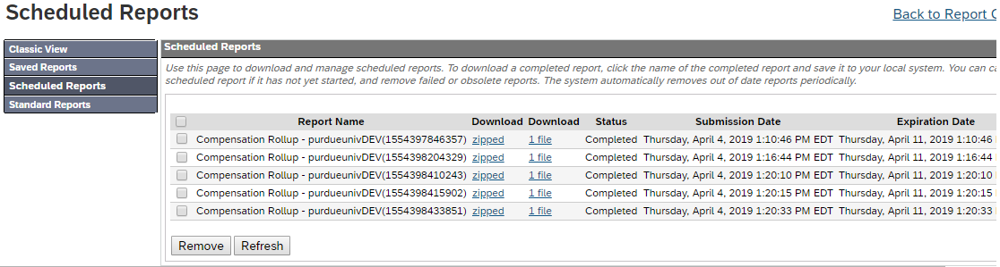 Scheduled Reports
Back to Report
Classic View
Saved Reports
Scheduled Reports
Standard Reports
Scheduled Reports
Use this page to download and manage scheduled reports. To download a completed report, click the name of the completed report and save it to your local system. You can
scheduled report if it has not yet started, and remove failed or obsolete reports. The system automatically removes out of date reports periodically.
Report Name Download Download Status Submission Date Expiration Date
Compensation Rollup - purdueunivDEV(1554397846357) zipped 1 file Completed Thursday, April 4, 2019 1:10:46 PM EDT Thursday, April 11, 2019 1:10:46
Compensation Rollup - purdueunivDEV(1554398204329) zipped 1 file Completed Thursday, April 4, 2019 1:16:44 PM EDT Thursday, April 11, 2019 1:16:44
Compensation Rollup - purdueunivDEV(1554398410243) zipped 1 file Completed Thursday, April 4, 2019 1:20:10 PM EDT Thursday, April 11, 2019 1:20:10
Compensation Rollup - purdueunivDEV(1554398415902) zipped 1 file Completed Thursday, April 4, 2019 1:20:15 PM EDT Thursday, April 11, 2019 1:20:15
Compensation Rollup - purdueunivDEV(1554398433851) zipped 1 file Completed Thursday, April 4, 2019 1:20:33 PM EDT Thursday, April 11, 2019 1:20:33
Remove Refresh